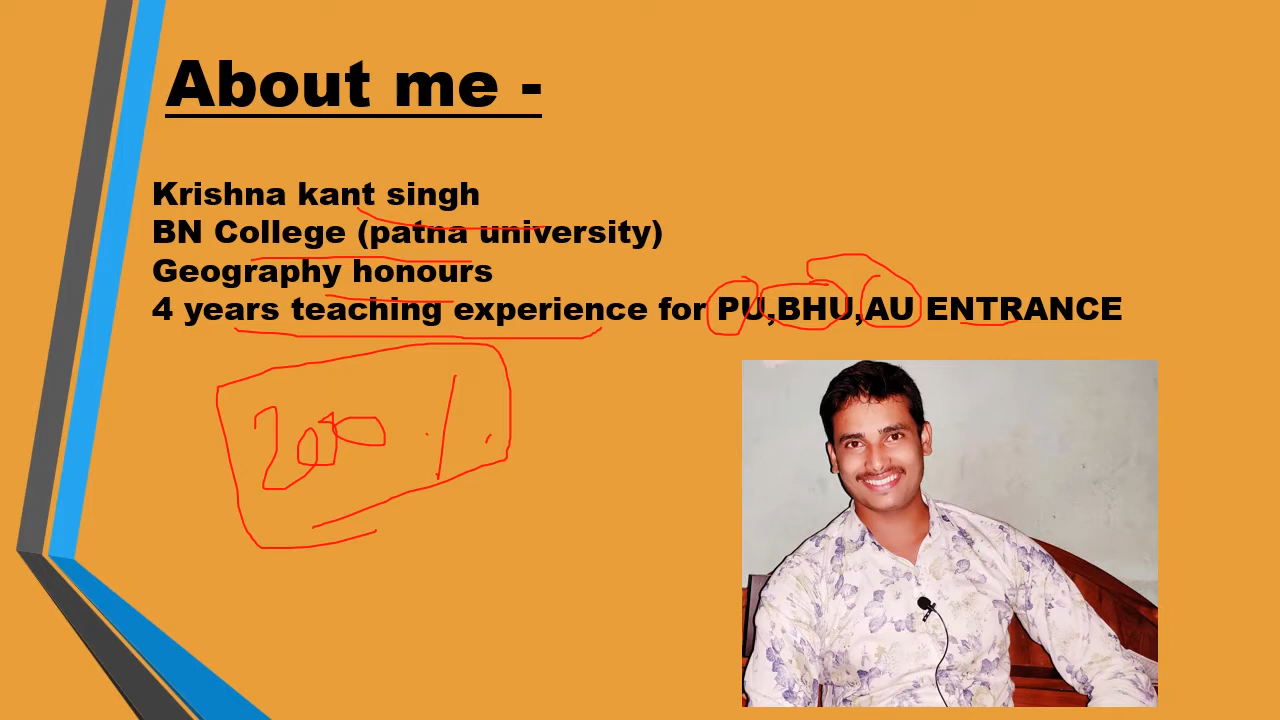 About me -
Krishna kant singh
BN College (patna university)
Geography honours
4 years teaching experience for PU,BHU,AU ENTRANCE